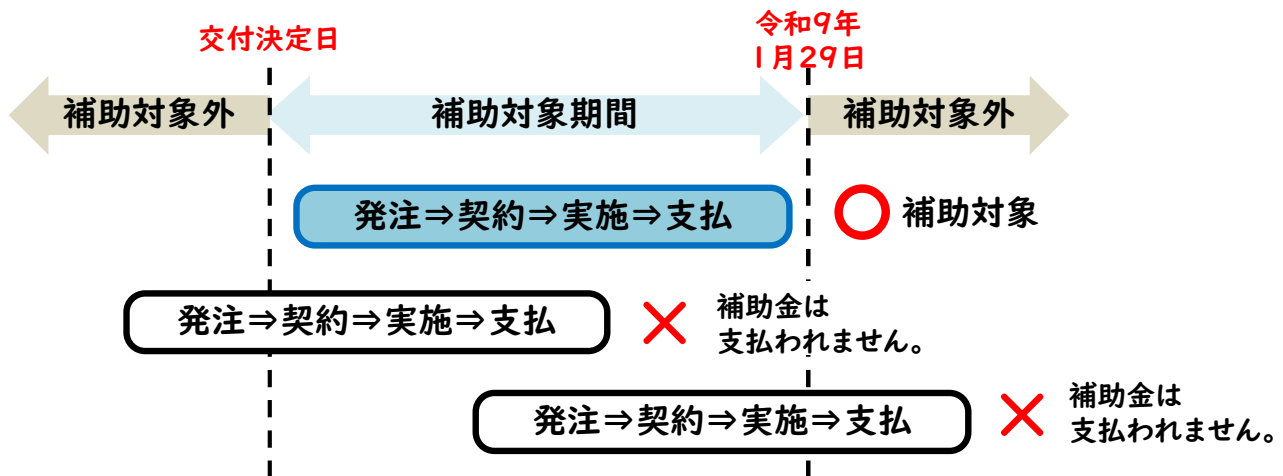 交付決定日
令和9年
1月29日
補助対象外
補助対象期間
補助対象外
発注⇒契約⇒実施⇒支払
補助対象
発注⇒契約⇒実施⇒支払
補助金は
支払われません。
発注⇒契約⇒実施⇒支払
補助金は
支払われません。